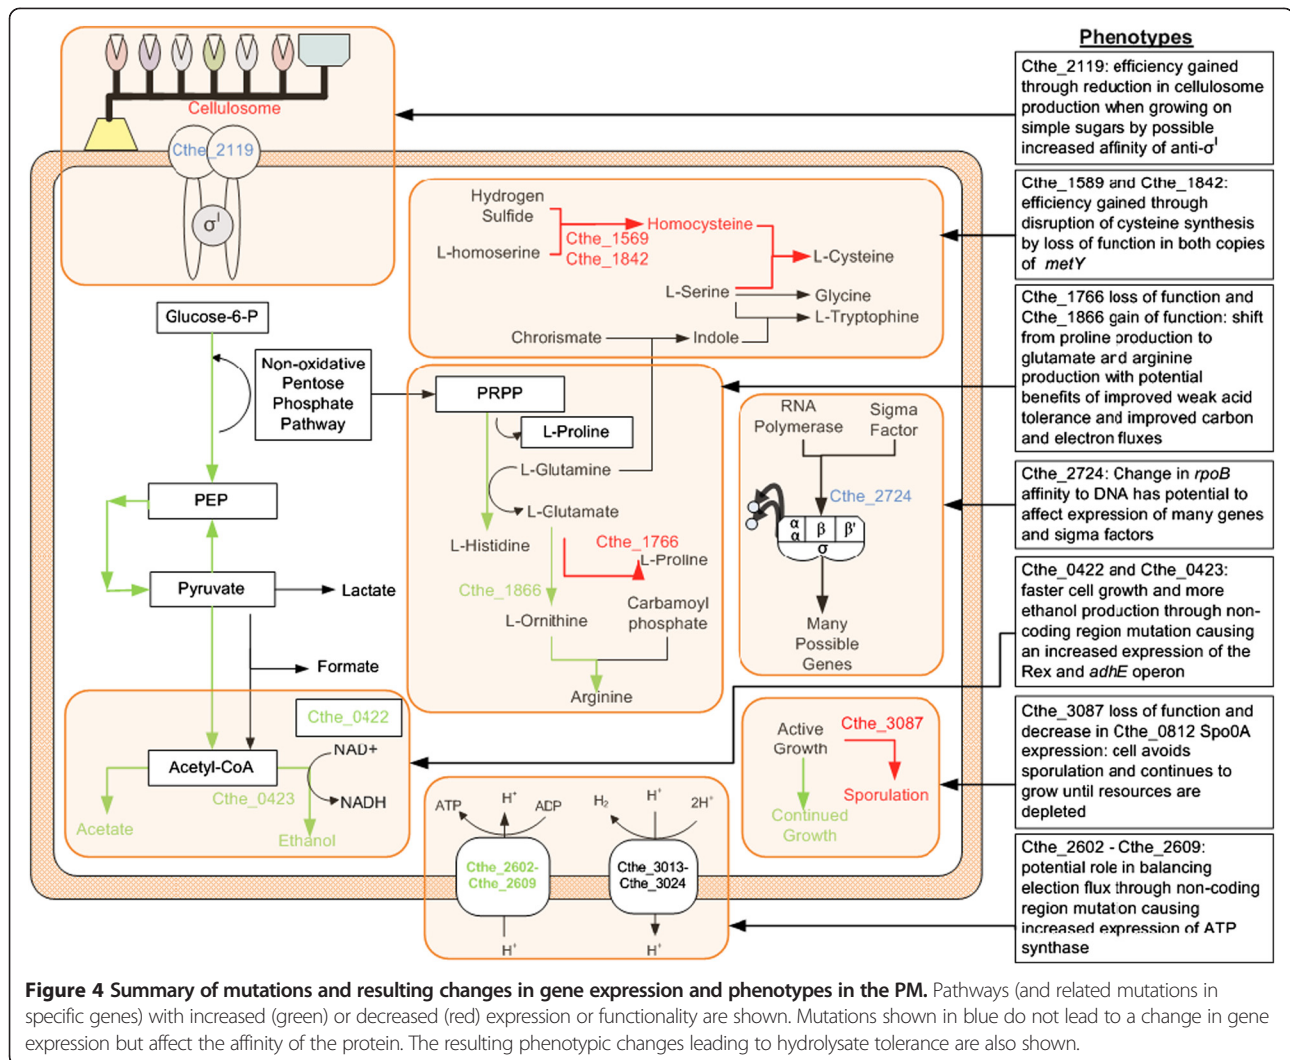 Phenotypes
Cellulosome
Cthe_2119
σI
Cthe_2119: efficiency gained
through reduction in cellulosome
production when growing on
simple sugars by possible
increased affinity of anti-σI
Hydrogen
Sulfide
L-homoserine
Cthe_1569
Cthe_1842
Homocysteine
L-Cysteine
L-Serine
Glycine
L-Tryptophine
Chrorismate
Indole
Cthe_1589 and Cthe_1842:
efficiency gained through
disruption of cysteine synthesis
by loss of function in both copies
of metY
Glucose-6-P
Non-oxidative
Pentose
Phosphate
Pathway
PEP
Pyruvate
Lactate
Formate
PRPP
L-Proline
L-Glutamine
L-Glutamate
L-Histidine
Cthe_1766
L-Proline
Cthe_1866
L-Ornithine
Carbamoyl
phosphate
Arginine
Cthe_1766 loss of function and
Cthe_1866 gain of function: shift
from proline production to
glutamate and arginine
production with potential
benefits of improved weak acid
tolerance and improved carbon
and electron fluxes
RNA
Polymerase
Sigma
Factor
Cthe_2724
α
α
β
β'
σ
Many
Possible
Genes
Cthe_2724: Change in rpoB
affinity to DNA has potential to
affect expression of many genes
and sigma factors
Cthe_0422
Acetyl-CoA
NAD+
NADH
Cthe_0423
Acetate
Ethanol
Cthe_0422 and Cthe_0423:
faster cell growth and more
ethanol production through non-
coding region mutation causing
an increased expression of the
Rex and adhE operon
Active
Growth
Cthe_3087
Sporulation
Continued
Growth
Cthe_3087 loss of function and
decrease in Cthe_0812 Spo0A
expression: cell avoids
sporulation and continues to
grow until resources are
depleted
ATP
H+
ADP
Cthe_2602-
Cthe_2609
H+
H2
H+
2H+
Cthe_3013-
Cthe_3024
H+
Cthe_2602 - Cthe_2609:
potential role in balancing
election flux through non-coding
region mutation causing
increased expression of ATP
synthase
Figure 4 Summary of mutations and resulting changes in gene expression and phenotypes in the PM. Pathways (and related mutations in
specific genes) with increased (green) or decreased (red) expression or functionality are shown. Mutations shown in blue do not lead to a change in gene
expression but affect the affinity of the protein. The resulting phenotypic changes leading to hydrolysate tolerance are also shown.